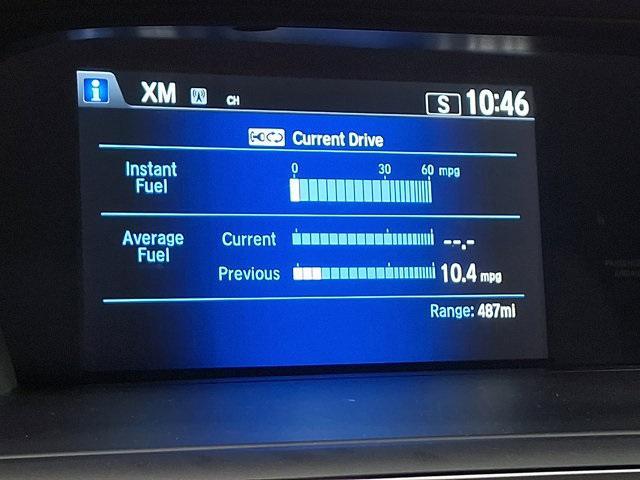 i XM CH S 10:46
Current Drive
0 30 60 mpg
Instant
Fuel
Average
Fuel
Current --.-
Previous 10.4 mpg
Range: 487mi